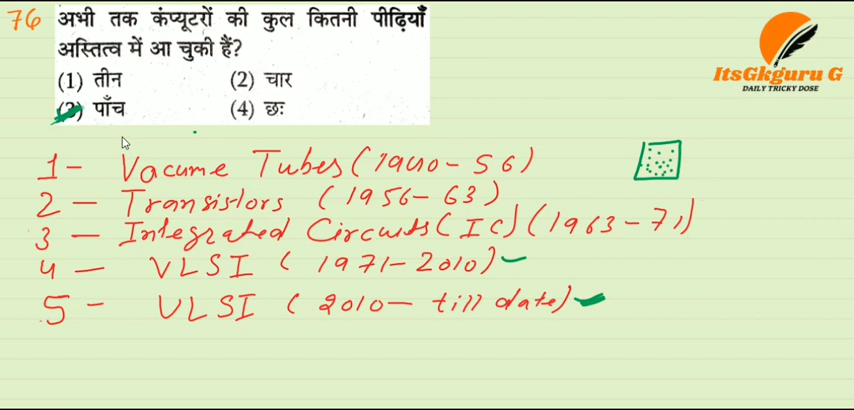 76 अभी तक कंप्यूटरों की कुल कितनी पीढ़ियाँ
अस्तित्व में आ चुकी हैं?
(1) तीन (2) चार
(3) पाँच (4) छः
ItsGkguru G
DAILY TRICKY DOSE
1- Vacume Tubes (1940-56)
2- Transistors (1956-63)
3- Integrated Circuits (IC) (1963-71)
4- VLSI (1971-2010)
5- ULSI (2010- till date)